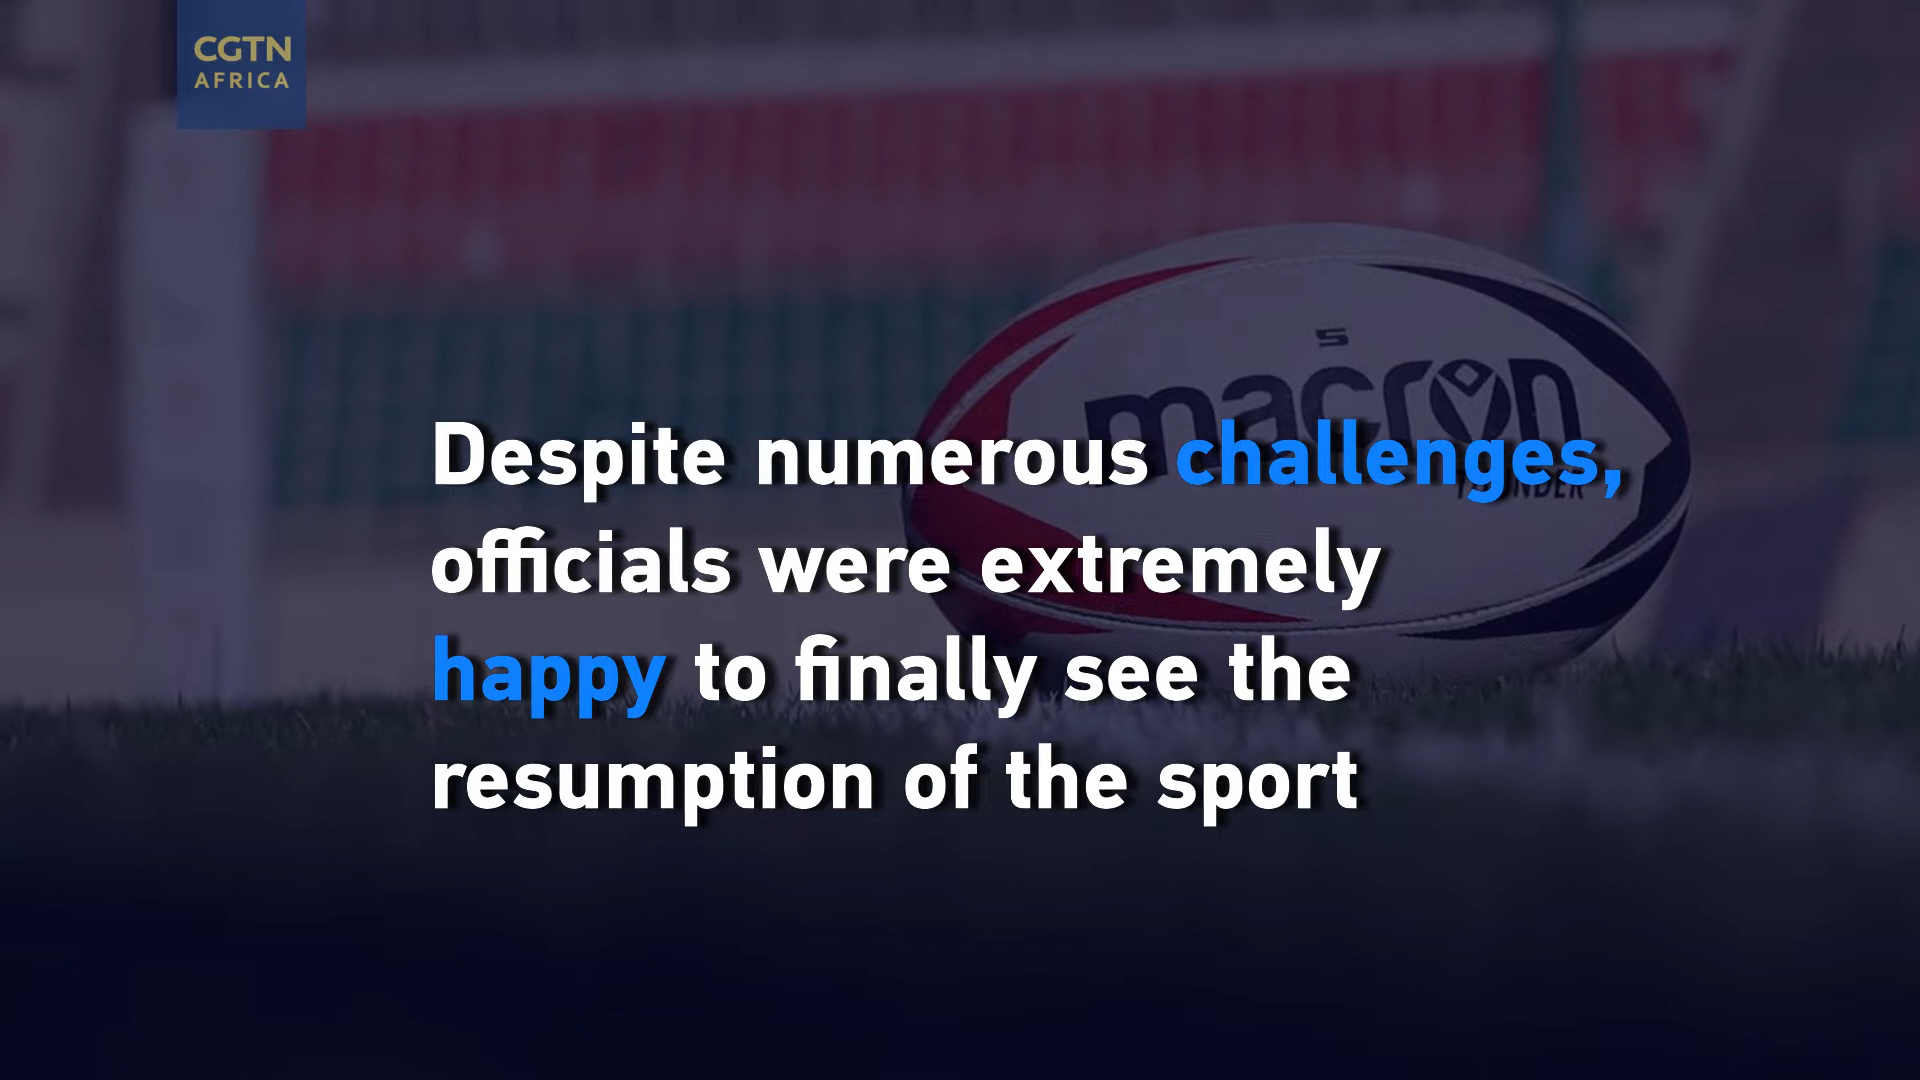 CGTN
AFRICA
5
macron
THUNDER
Despite numerous challenges,
officials were extremely
happy to finally see the
resumption of the sport